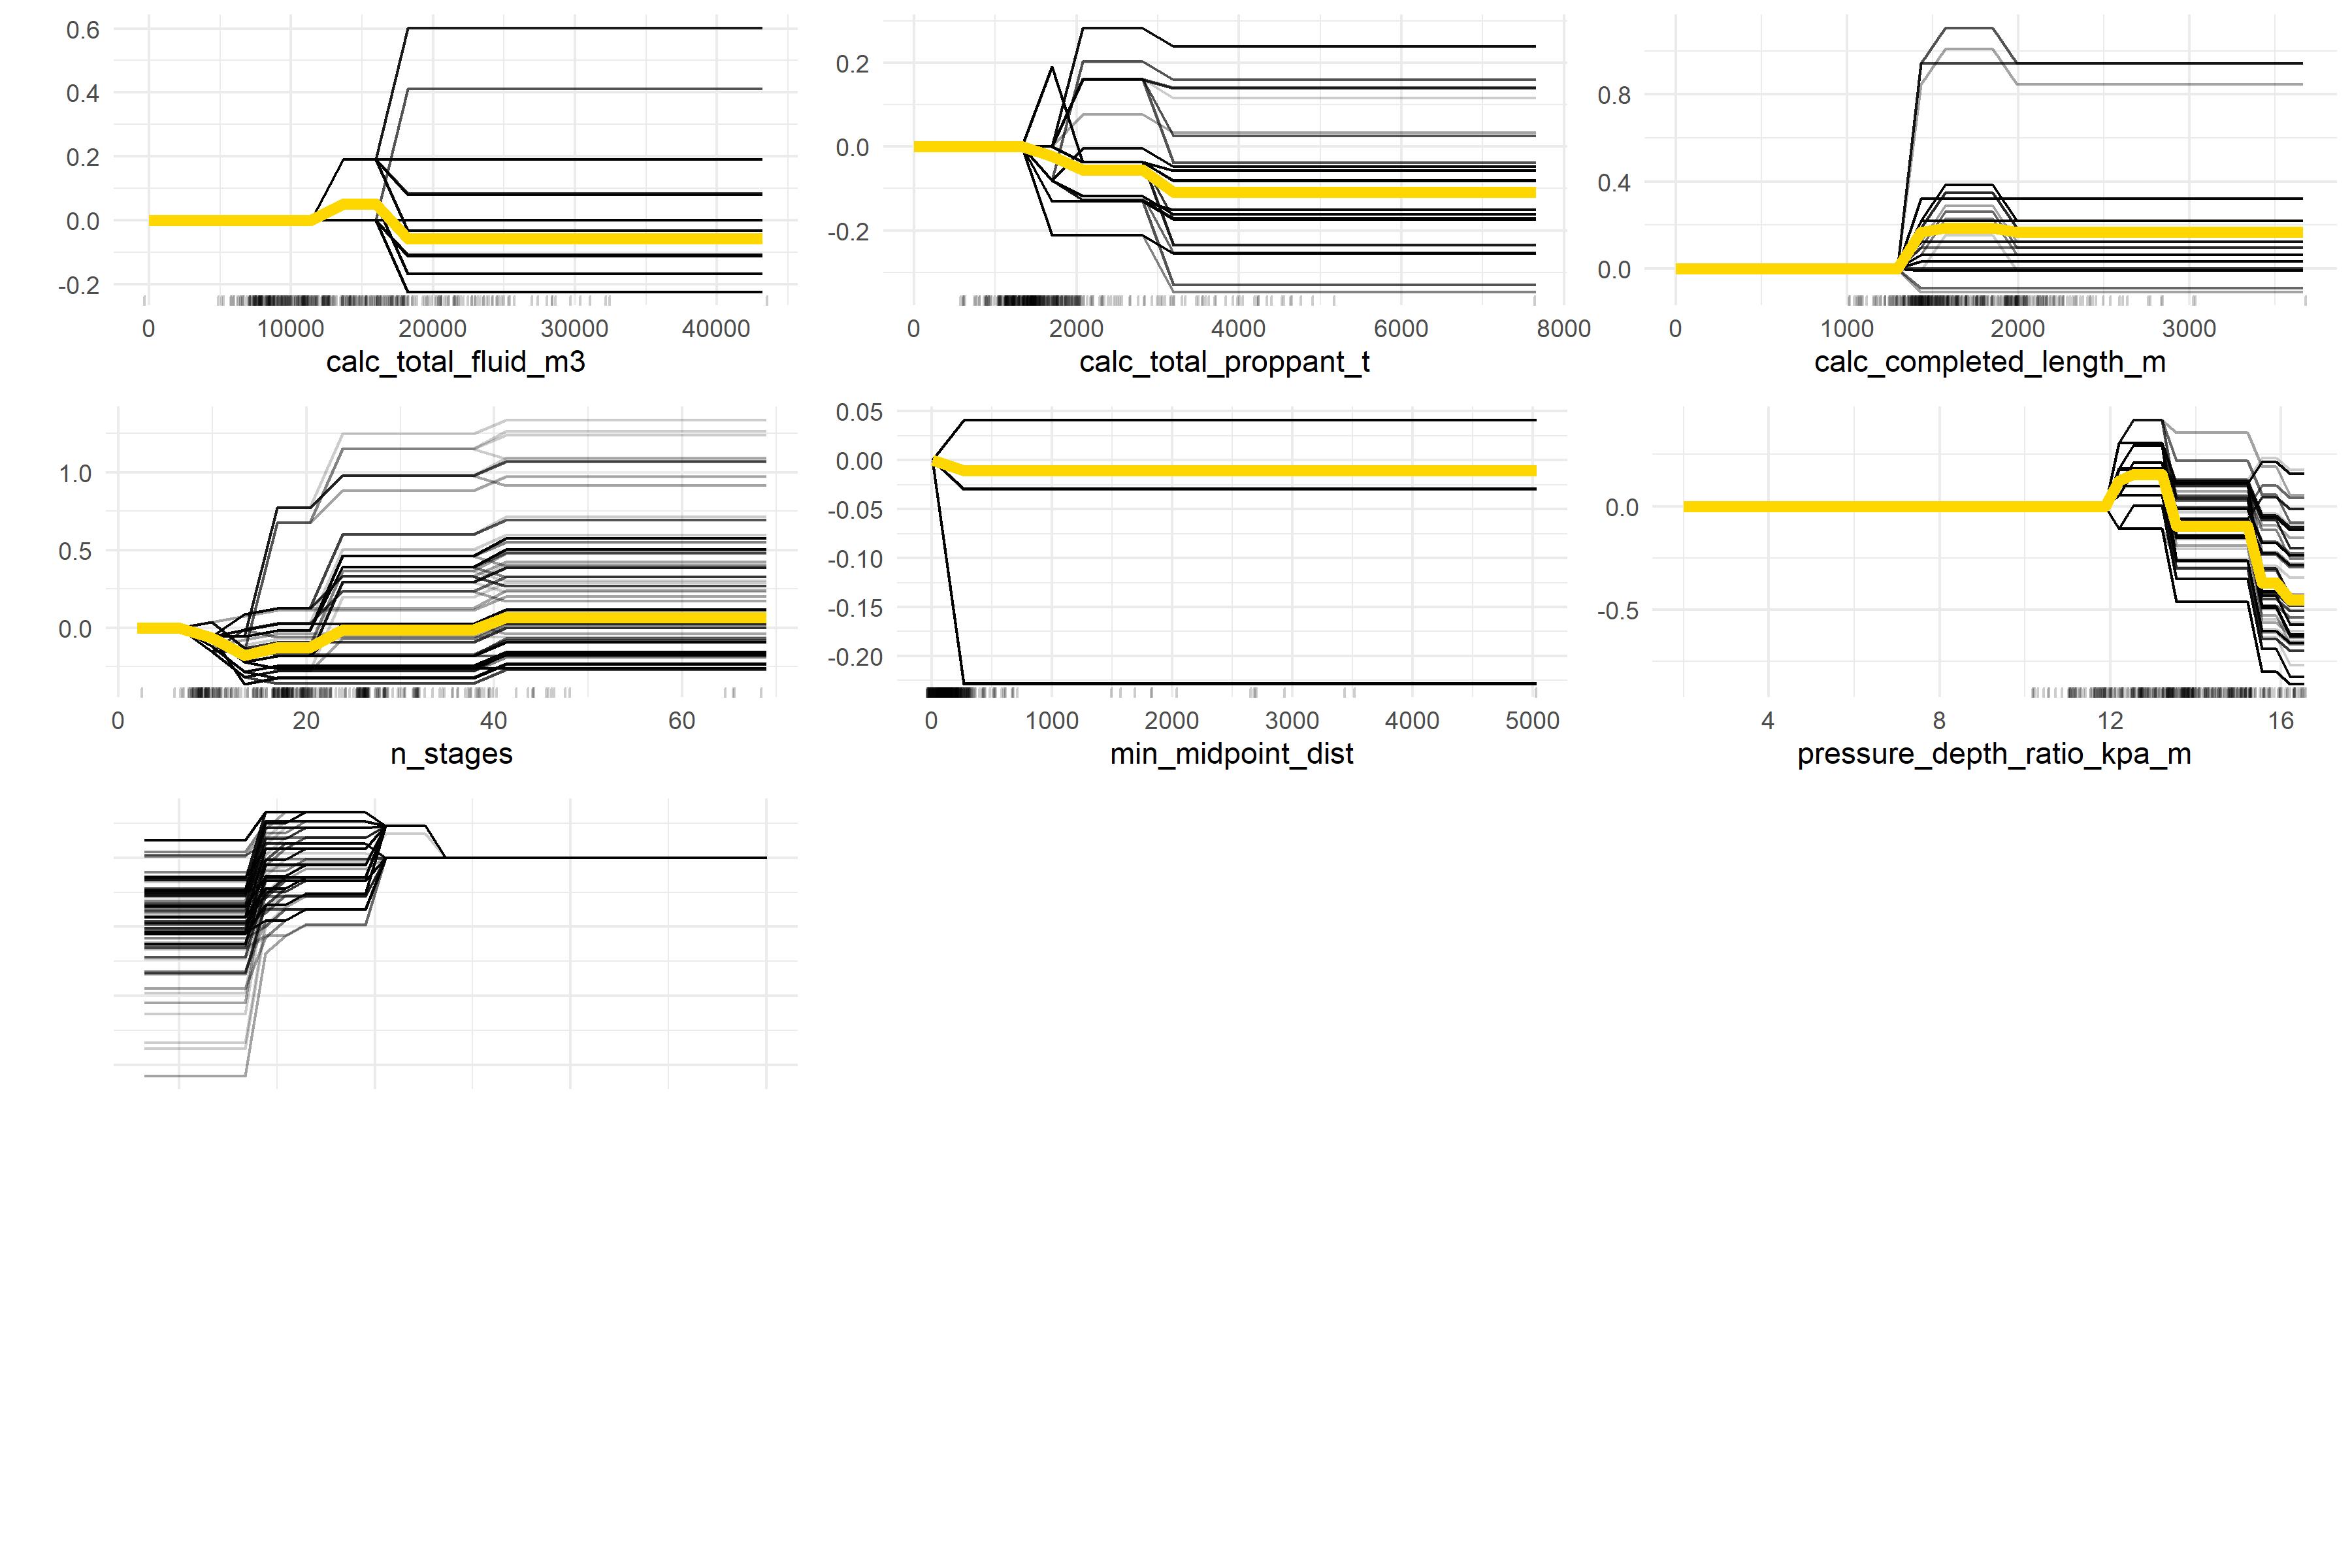 0.6
0.4
0.2
0.0
-0.2
0 10000 20000 30000 40000
calc_total_fluid_m3
0.2
0.0
-0.2
0 2000 4000 6000 8000
calc_total_proppant_t
0.8
0.4
0.0
0 1000 2000 3000
calc_completed_length_m
1.0
0.5
0.0
0 20 40 60
n_stages
0.05
0.00
-0.05
-0.10
-0.15
-0.20
0 1000 2000 3000 4000 5000
min_midpoint_dist
0.0
-0.5
4 8 12 16
pressure_depth_ratio_kpa_m